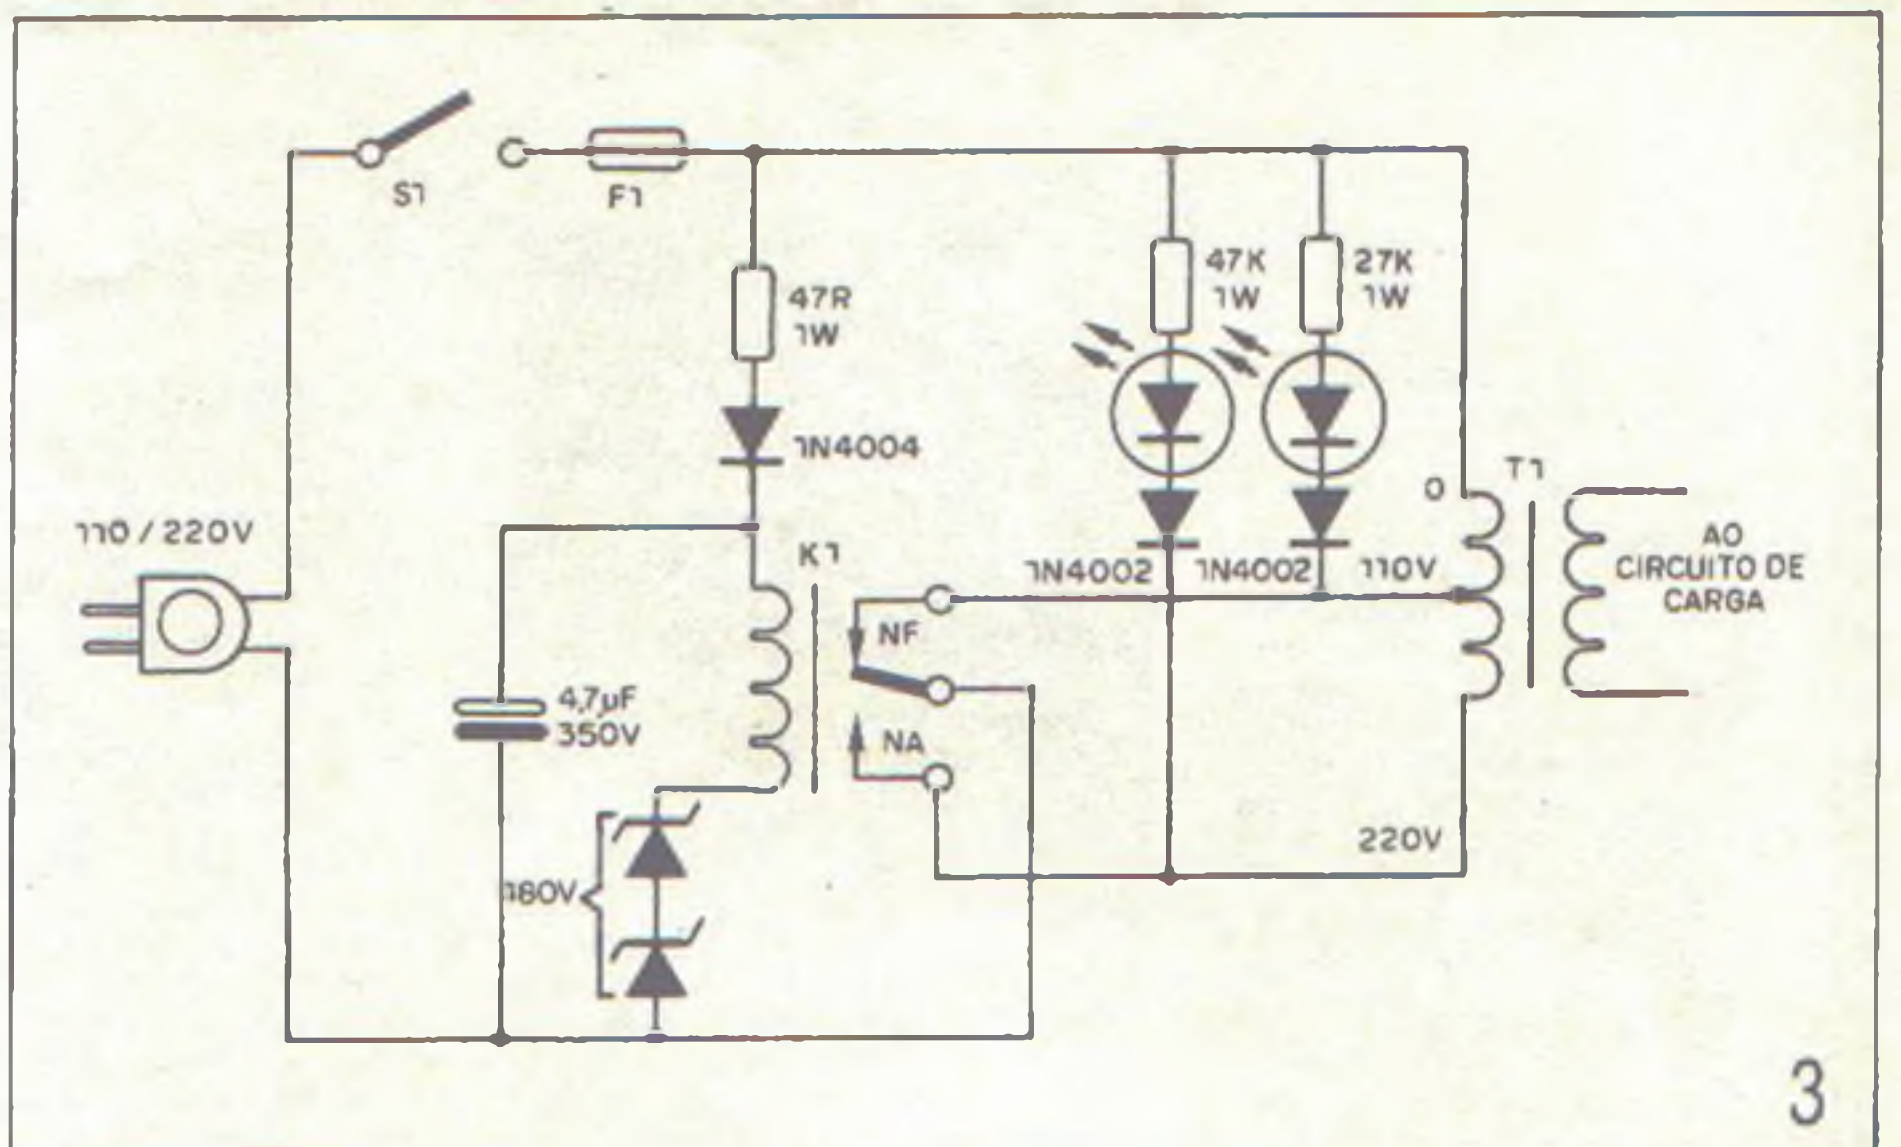 S1
F1
47R
1W
47K
1W
27K
1W
1N4004
110 / 220V
K1
1N4002
1N4002
0
T1
110V
AO
CIRCUITO DE
CARGA
NF
4,7µF
350V
NA
180V
220V
3